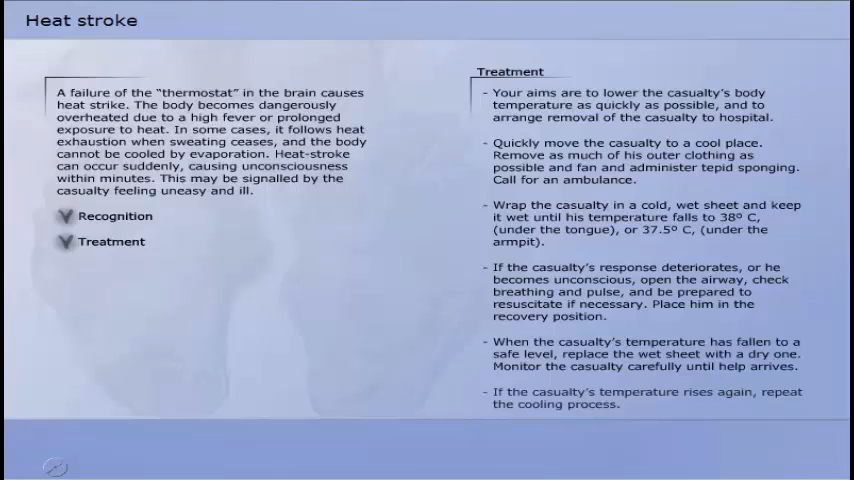 Heat stroke
A failure of the “thermostat” in the brain causes
heat strike. The body becomes dangerously
overheated due to a high fever or prolonged
exposure to heat. In some cases, it follows heat
exhaustion when sweating ceases, and the body
cannot be cooled by evaporation. Heat-stroke
can occur suddenly, causing unconsciousness
within minutes. This may be signalled by the
casualty feeling uneasy and ill.
Recognition
Treatment
Treatment
- Your aims are to lower the casualty's body
temperature as quickly as possible, and to
arrange removal of the casualty to hospital.
- Quickly move the casualty to a cool place.
Remove as much of his outer clothing as
possible and fan and administer tepid sponging.
Call for an ambulance.
- Wrap the casualty in a cold, wet sheet and keep
it wet until his temperature falls to 38º C,
(under the tongue), or 37.5º C, (under the
armpit).
- If the casualty's response deteriorates, or he
becomes unconscious, open the airway, check
breathing and pulse, and be prepared to
resuscitate if necessary. Place him in the
recovery position.
- When the casualty's temperature has fallen to a
safe level, replace the wet sheet with a dry one.
Monitor the casualty carefully until help arrives.
- If the casualty's temperature rises again, repeat
the cooling process.